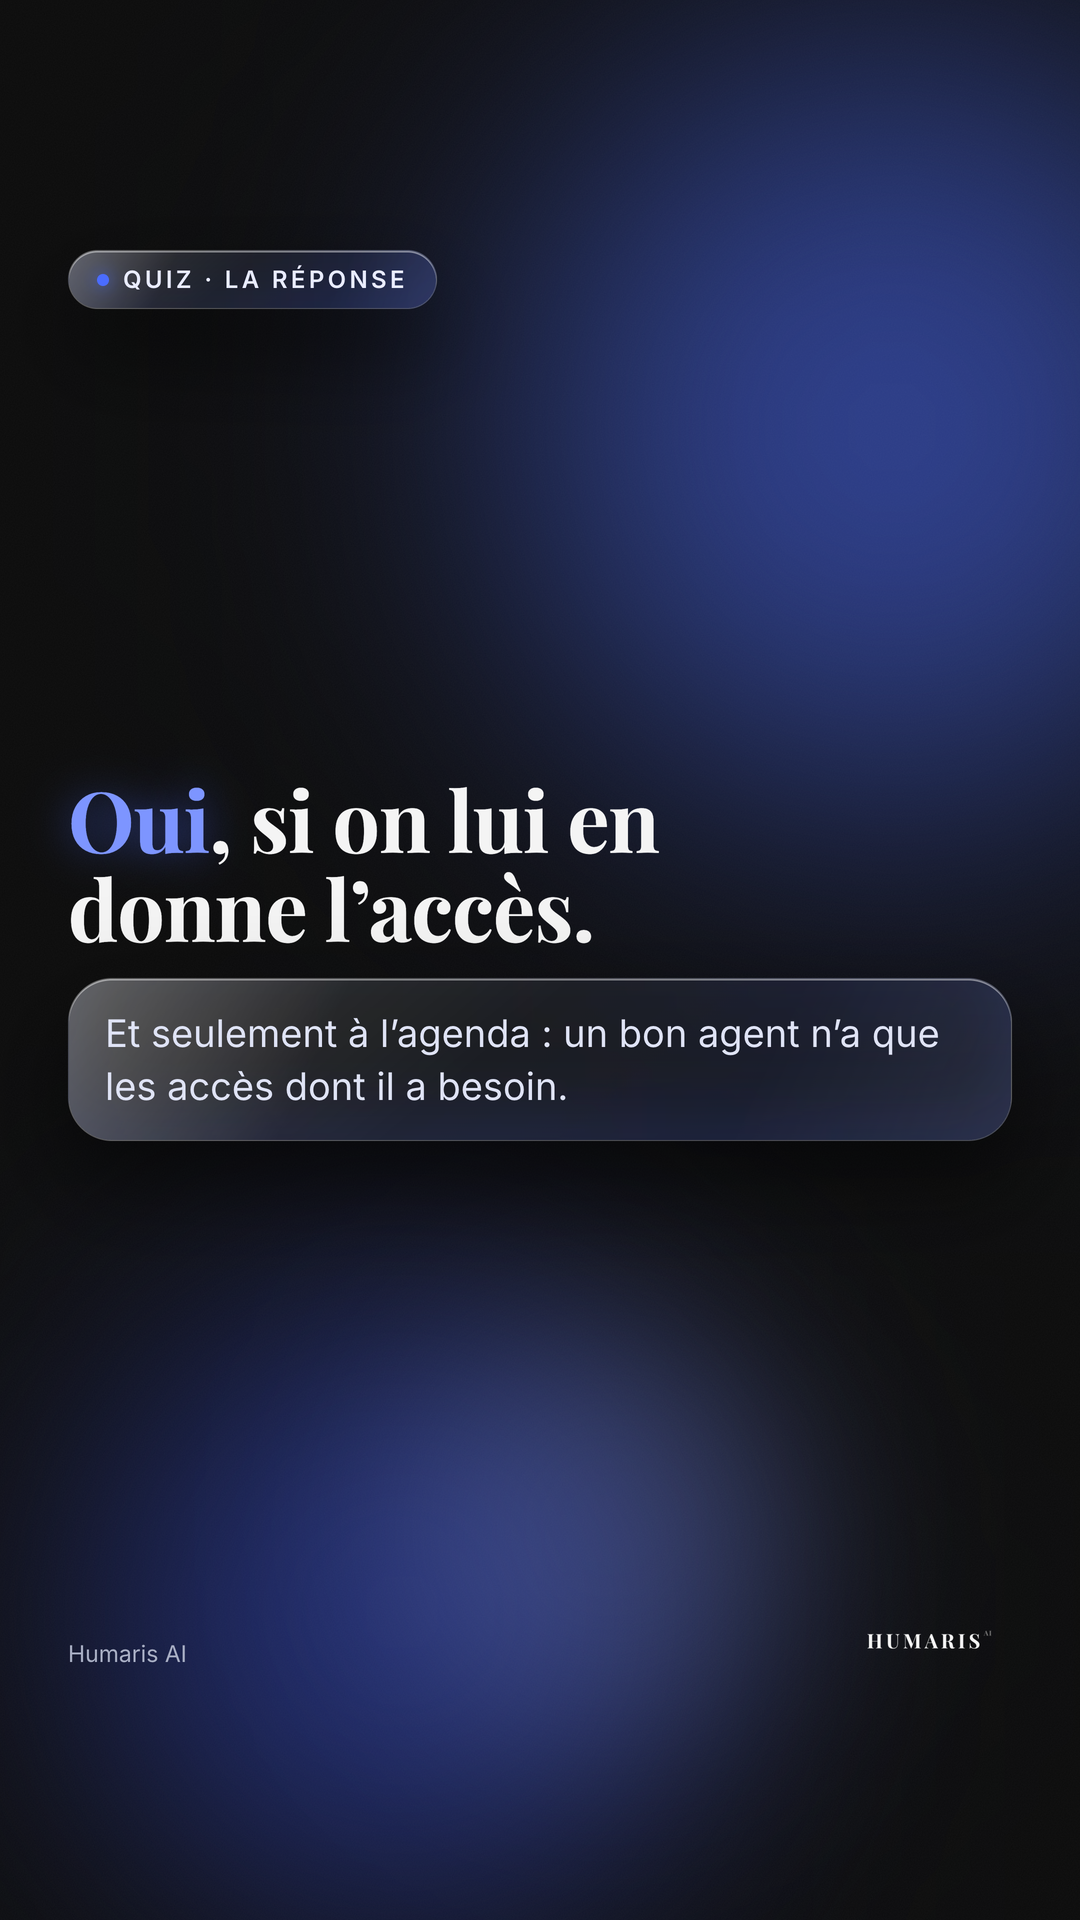 QUIZ · LA RÉPONSE
Oui, si on lui en
donne l’accès.
Et seulement à l’agenda : un bon agent n’a que
les accès dont il a besoin.
Humaris AI
HUMARIS AI